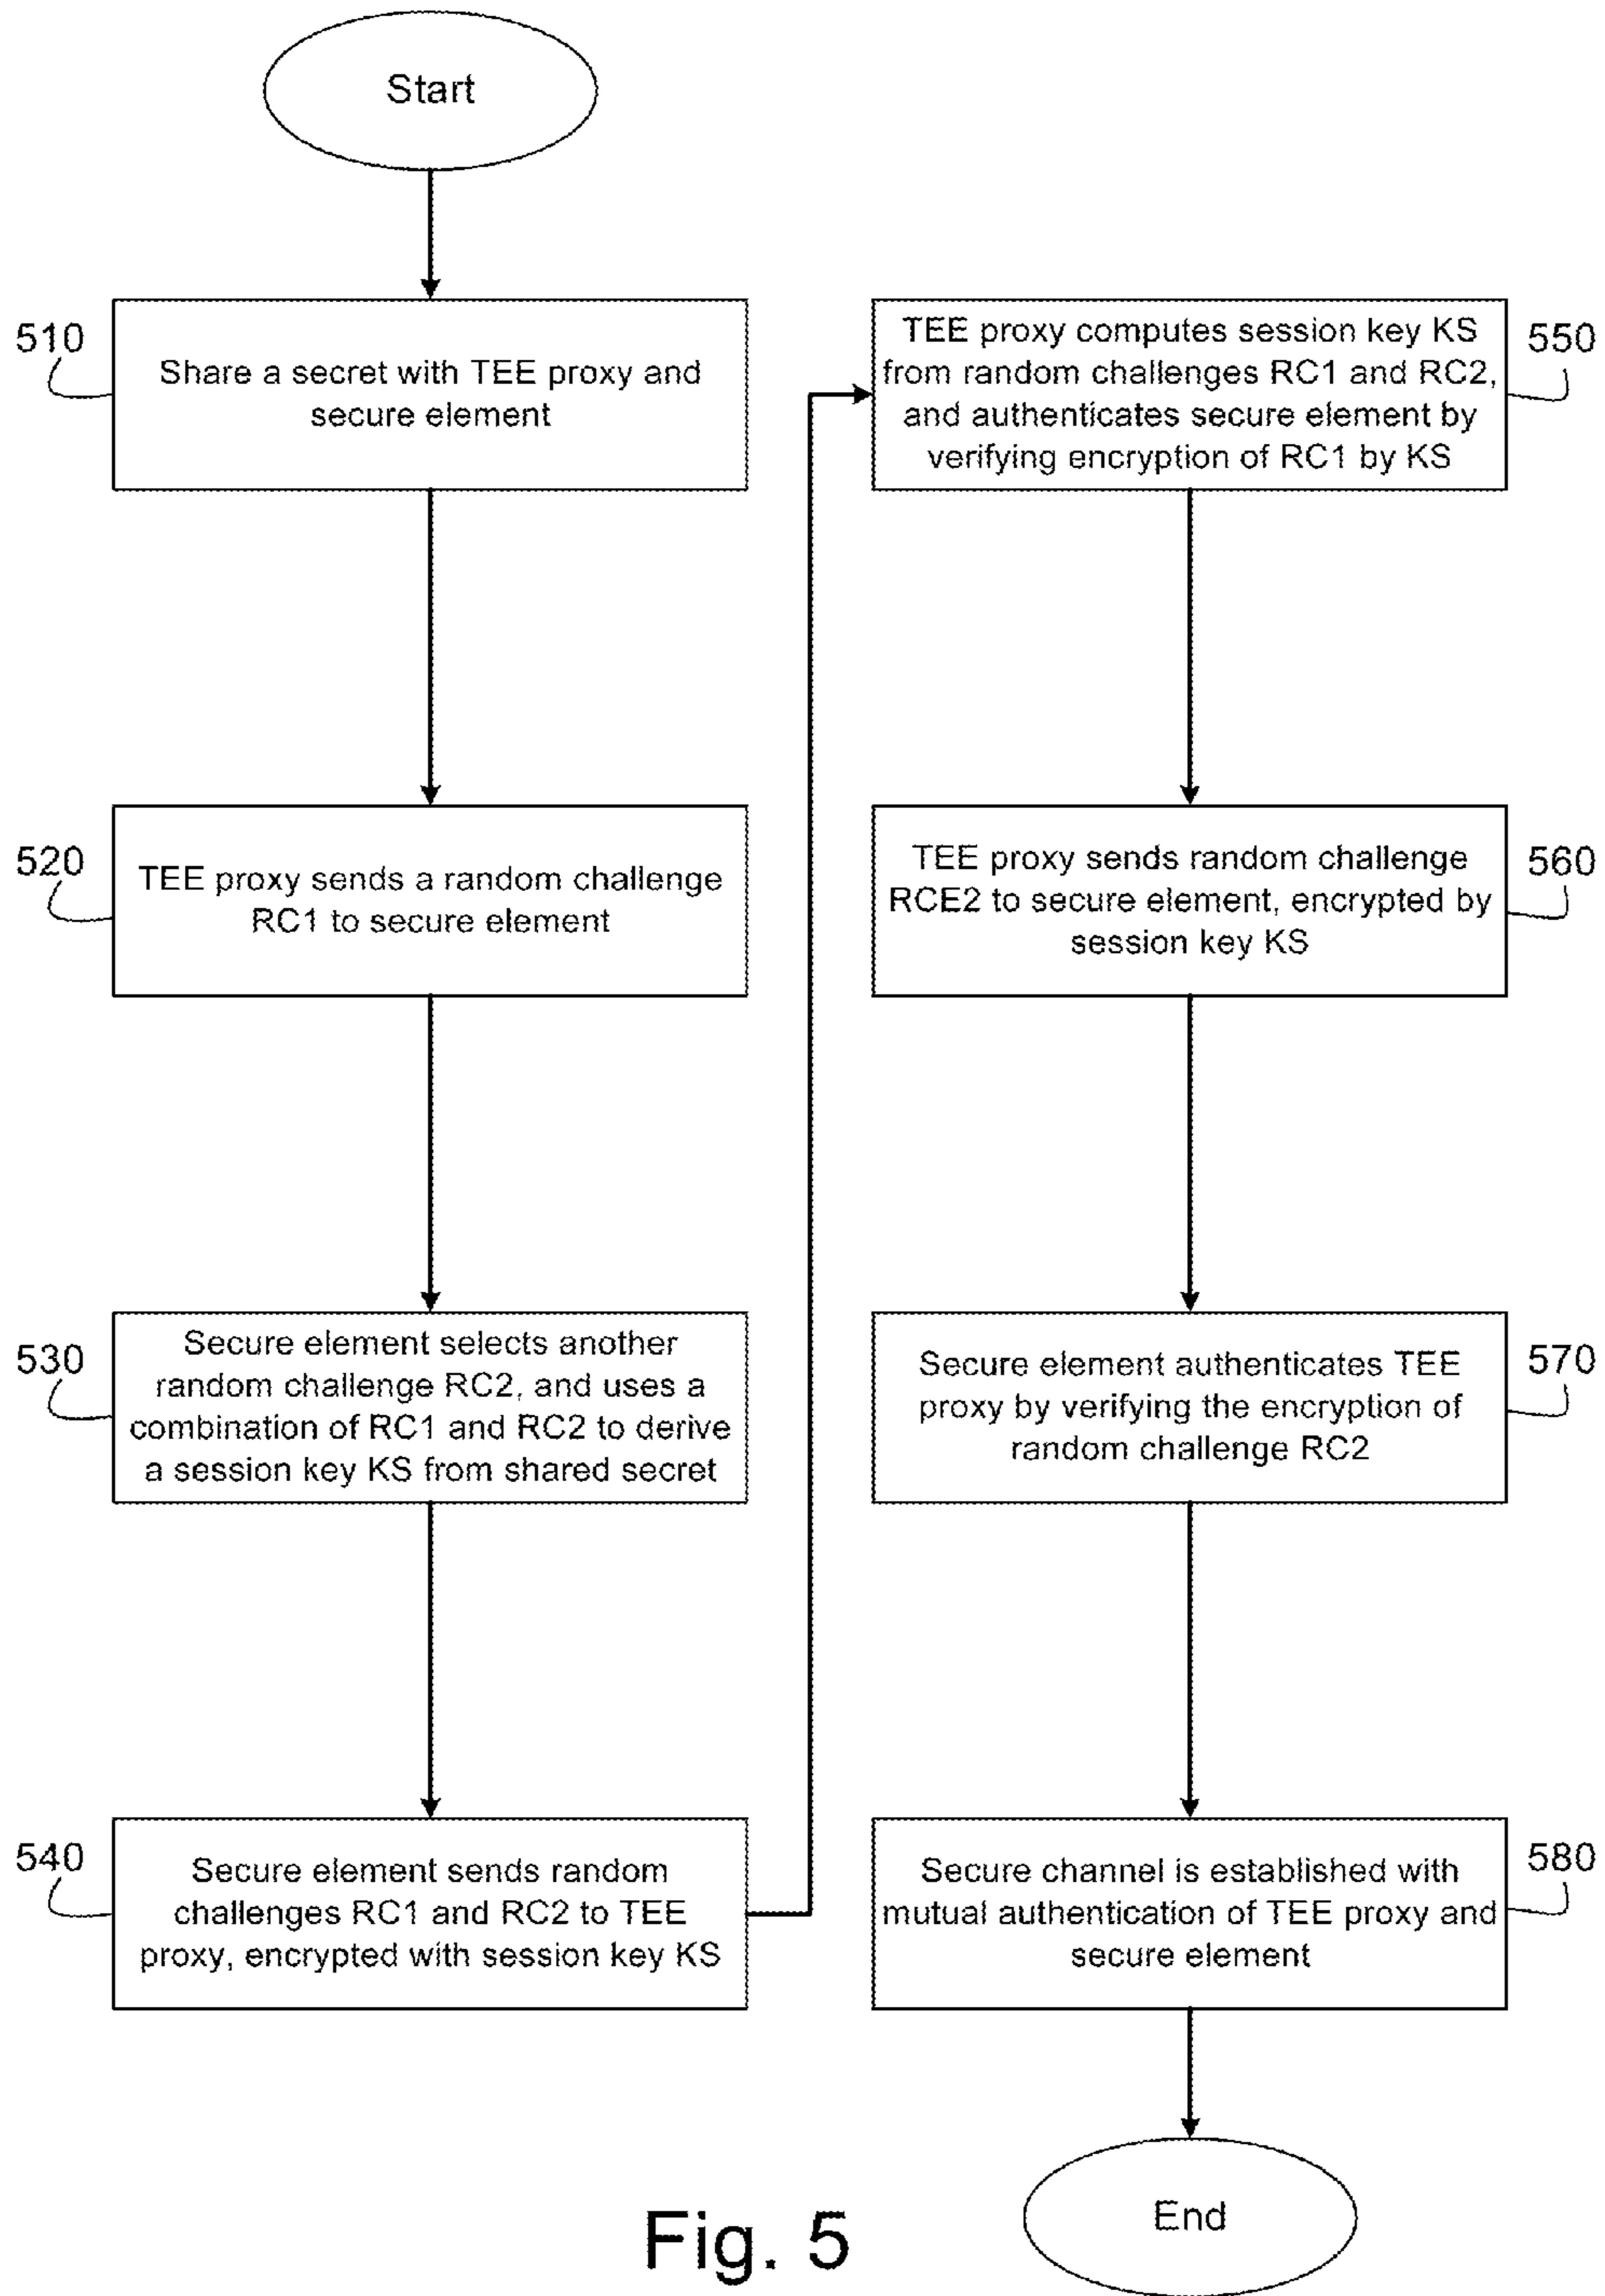 Start
510
Share a secret with TEE proxy and
secure element
520
TEE proxy sends a random challenge
RC1 to secure element
530
Secure element selects another
random challenge RC2, and uses a
combination of RC1 and RC2 to derive
a session key KS from shared secret
540
Secure element sends random
challenges RC1 and RC2 to TEE
proxy, encrypted with session key KS
TEE proxy computes session key KS
from random challenges RC1 and RC2,
and authenticates secure element by
verifying encryption of RC1 by KS
550
TEE proxy sends random challenge
RCE2 to secure element, encrypted by
session key KS
560
Secure element authenticates TEE
proxy by verifying the encryption of
random challenge RC2
570
Secure channel is established with
mutual authentication of TEE proxy and
secure element
580
End
Fig. 5